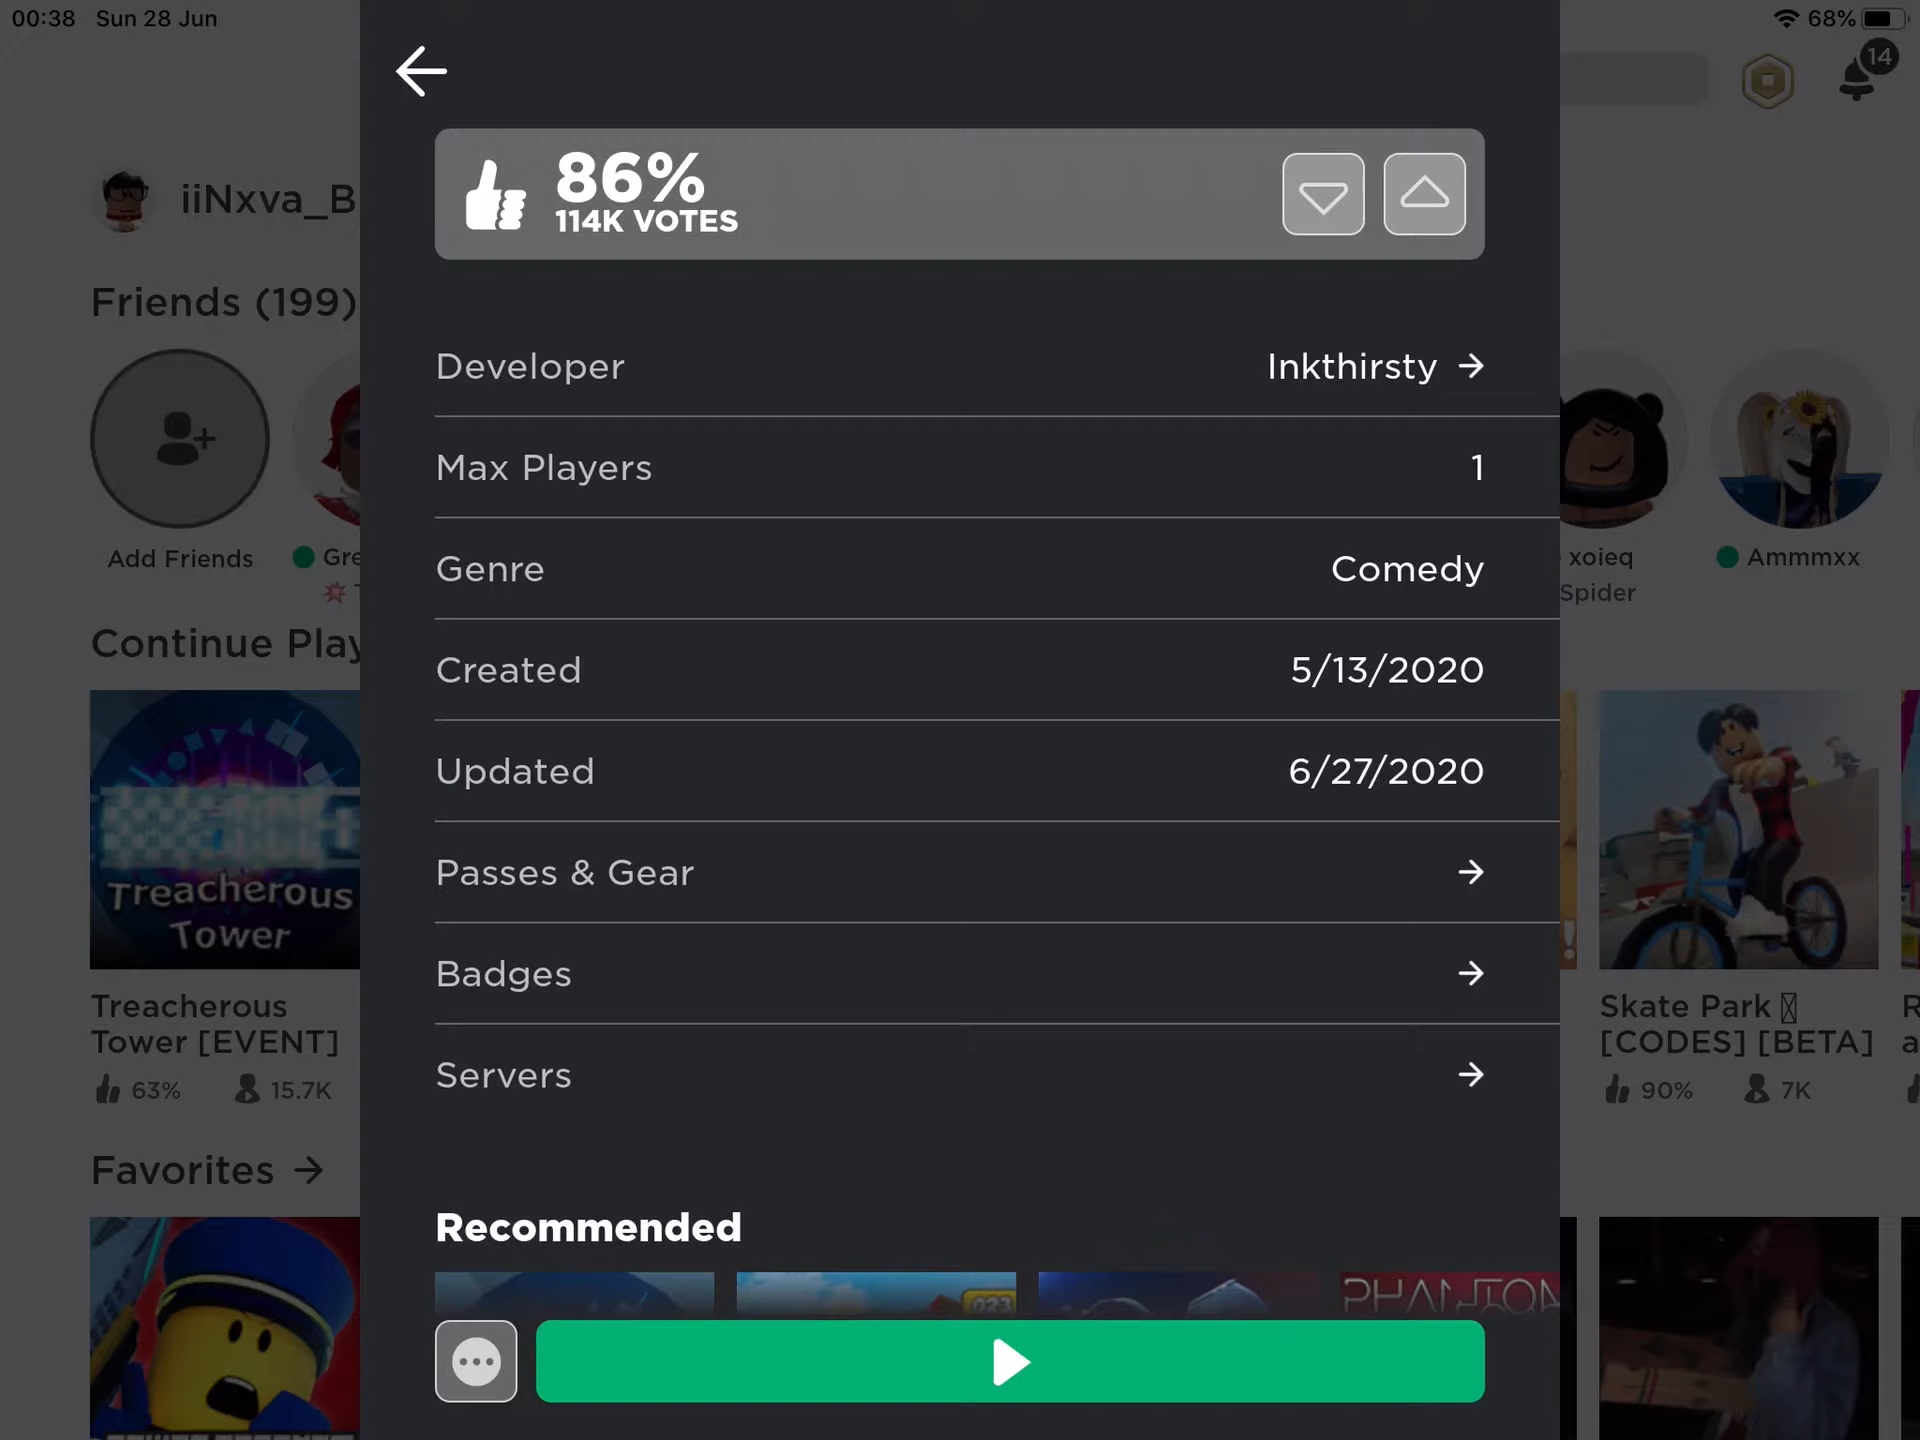 00:38 Sun 28 Jun
68%
14
iiNxva_B
86%
114K VOTES
Friends (199)
Developer
Inkthirsty
Max Players
1
Add Friends
Gre
xoieq
Spider
Ammmxx
Genre
Comedy
Continue Play
Created
5/13/2020
Updated
6/27/2020
Passes & Gear
Badges
Servers
Treacherous
Tower
Treacherous
Tower [EVENT]
63%
15.7K
Skate Park
[CODES] [BETA]
90%
7K
R
a
Favorites
Recommended
023
PHANTOM